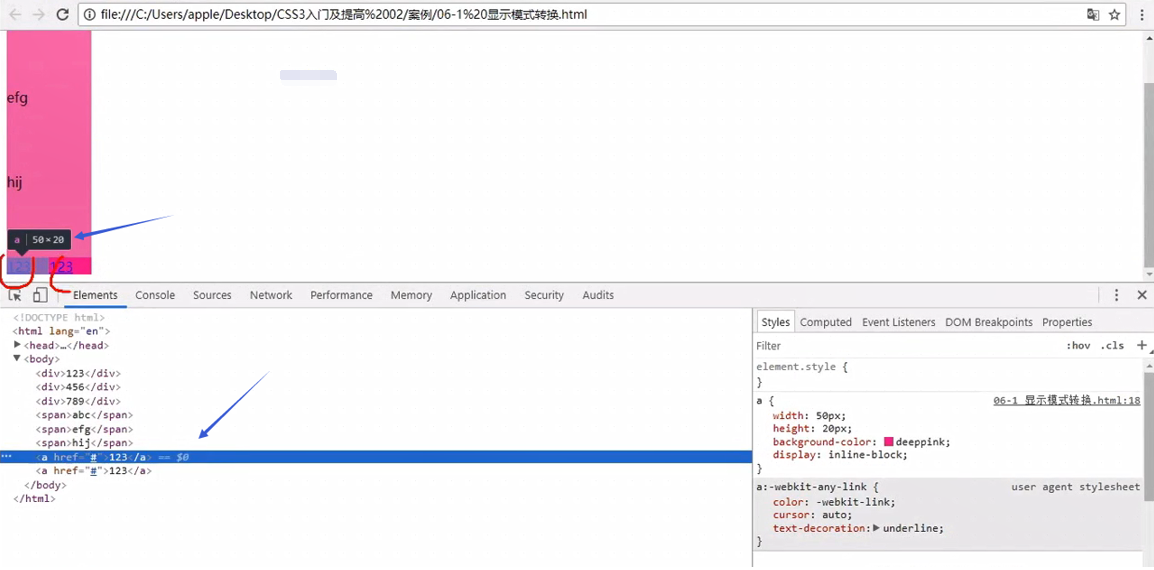 file:///C:/Users/apple/Desktop/CSS3入门及提高%2002/案例/06-1%20显示模式转换.html
efg
hij
a 50×20
123 123
Elements Console Sources Network Performance Memory Application Security Audits
<!DOCTYPE html>
<html lang="en">
<head>…</head>
<body>
<div>123</div>
<div>456</div>
<div>789</div>
<span>abc</span>
<span>efg</span>
<span>hij</span>
<a href="#">123</a> == $0
<a href="#">123</a>
</body>
</html>
Styles Computed Event Listeners DOM Breakpoints Properties
Filter :hov .cls +
element.style {
}
a { 06-1 显示模式转换.html:18
width: 50px;
height: 20px;
background-color: deeppink;
display: inline-block;
}
a:-webkit-any-link { user agent stylesheet
color: -webkit-link;
cursor: auto;
text-decoration: underline;
}